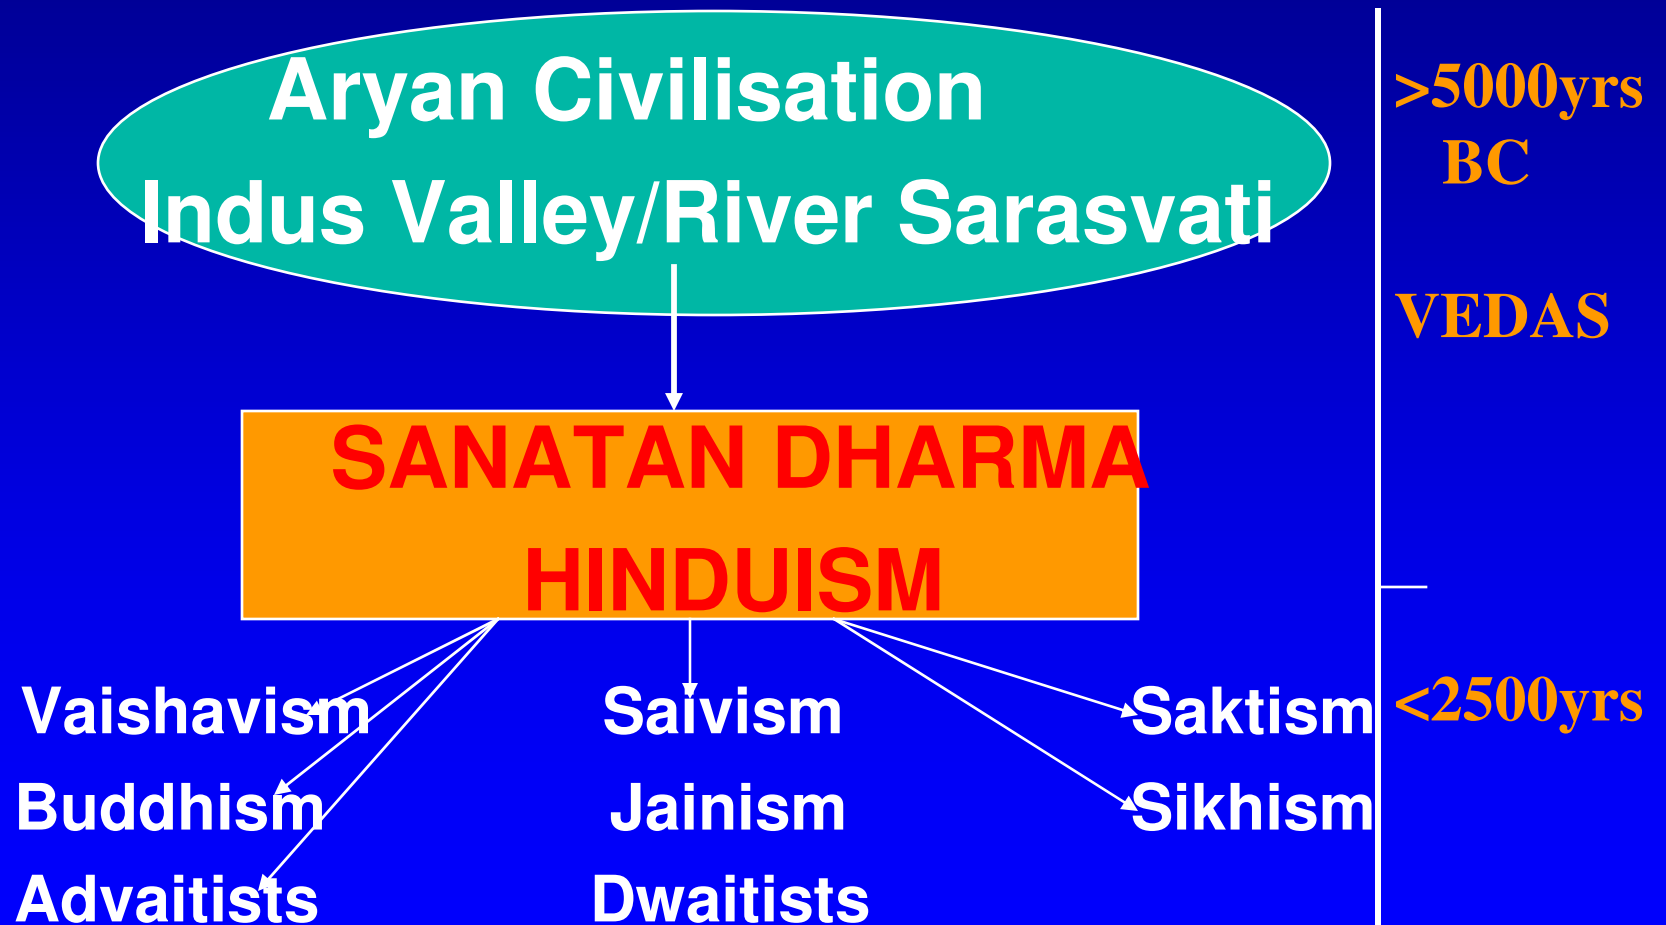 Aryan Civilisation
Indus Valley/River Sarasvati
>5000yrs
BC
VEDAS
SANATAN DHARMA
HINDUISM
Vaishavism Saivism Saktism
<2500yrs
Buddhism Jainism Sikhism
Advaitists Dwaitists